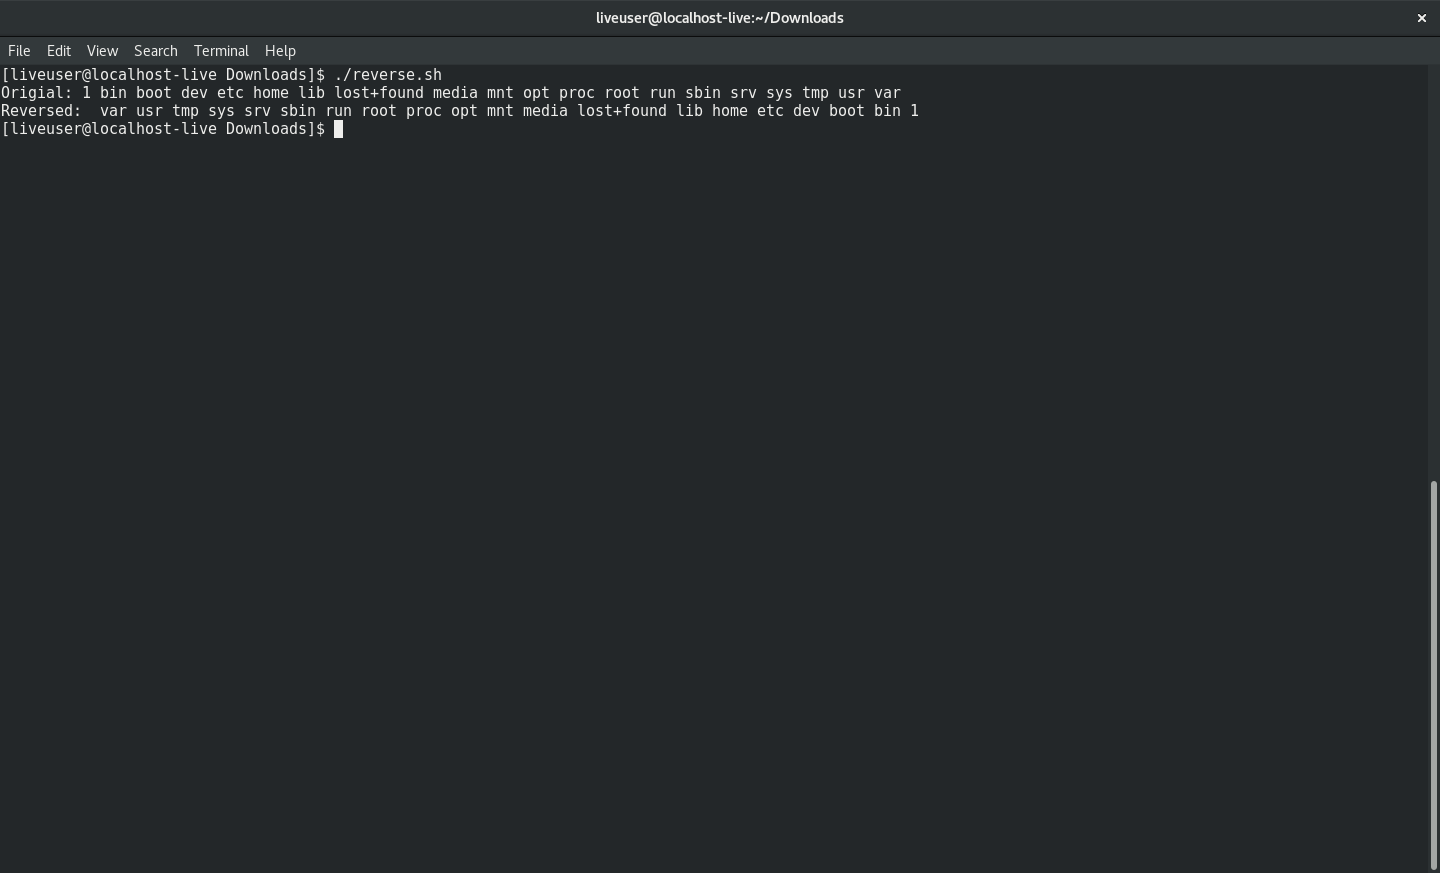 liveuser@localhost-live:~/Downloads ×
File Edit View Search Terminal Help
[liveuser@localhost-live Downloads]$ ./reverse.sh
Origial: 1 bin boot dev etc home lib lost+found media mnt opt proc root run sbin srv sys tmp usr var
Reversed:  var usr tmp sys srv sbin run root proc opt mnt media lost+found lib home etc dev boot bin 1
[liveuser@localhost-live Downloads]$